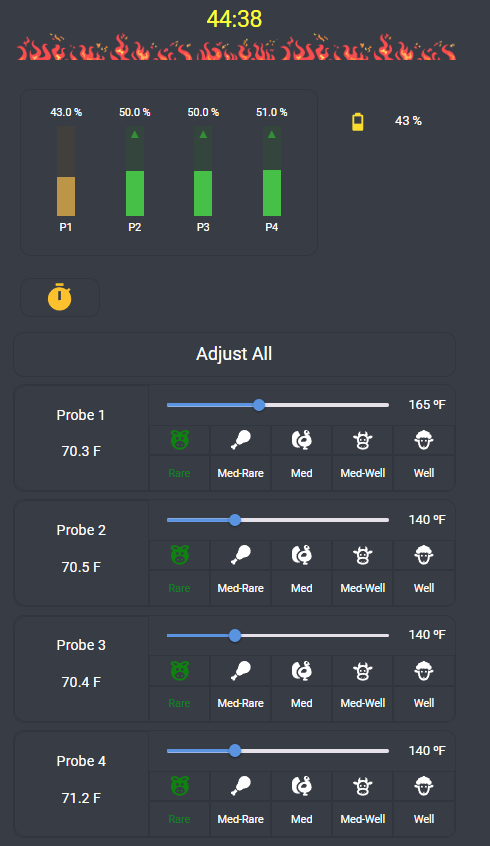 44:38
43.0 % 50.0 % 50.0 % 51.0 %
43 %
P1 P2 P3 P4
Adjust All
Probe 1
70.3 F
165 ºF
Rare Med-Rare Med Med-Well Well
Probe 2
70.5 F
140 ºF
Rare Med-Rare Med Med-Well Well
Probe 3
70.4 F
140 ºF
Rare Med-Rare Med Med-Well Well
Probe 4
71.2 F
140 ºF
Rare Med-Rare Med Med-Well Well